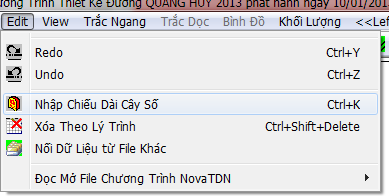 ương Trình Thiết Kế Đường QUANG HUY 2013 phát hành ngày 10/01/2013
Edit View Trắc Ngang Trắc Dọc Bình Đồ Khối Lượng <<Lef
Redo Ctrl+Y
Undo Ctrl+Z
Nhập Chiều Dài Cây Số Ctrl+K
Xóa Theo Lý Trình Ctrl+Shift+Delete
Nối Dữ Liệu từ File Khác
Đọc Mở File Chương Trình NovaTDN